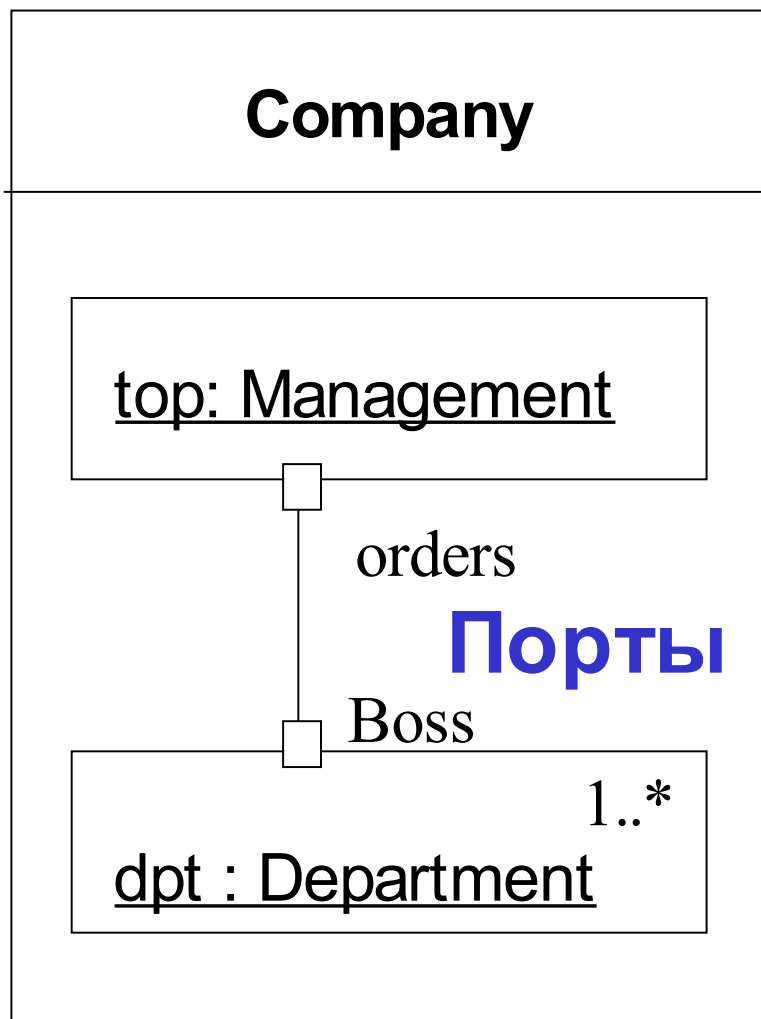 Company
top: Management
orders
Порты
Boss
1..*
dpt : Department